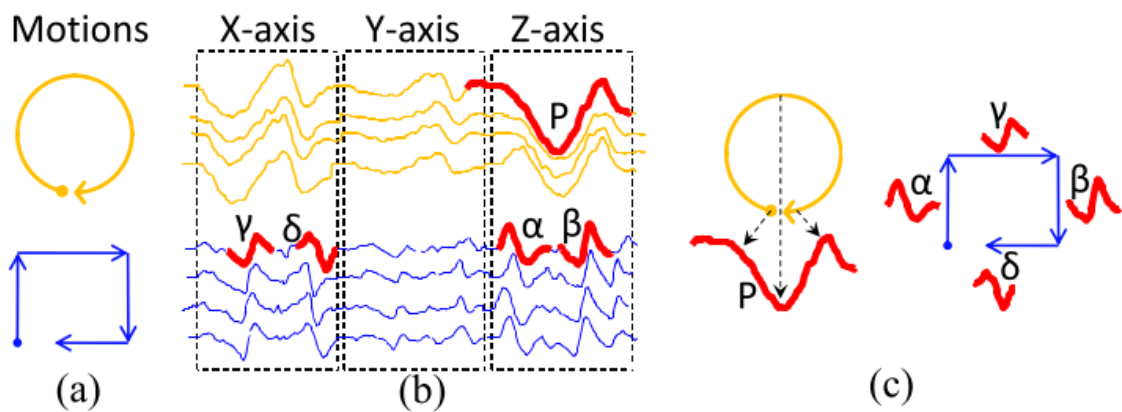 Motions X-axis Y-axis Z-axis
P
γ δ α β
γ
α β
P δ
(a) (b) (c)